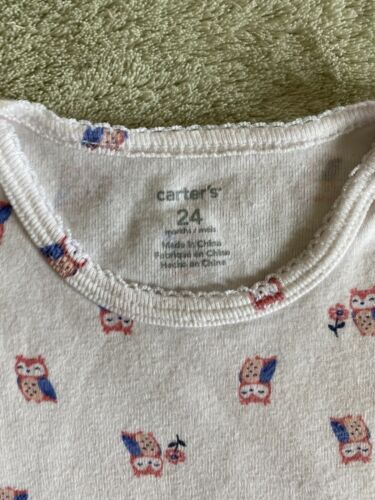 carter's
24
months / mois
Made in China
Fabriqué en Chine
Hecho en China